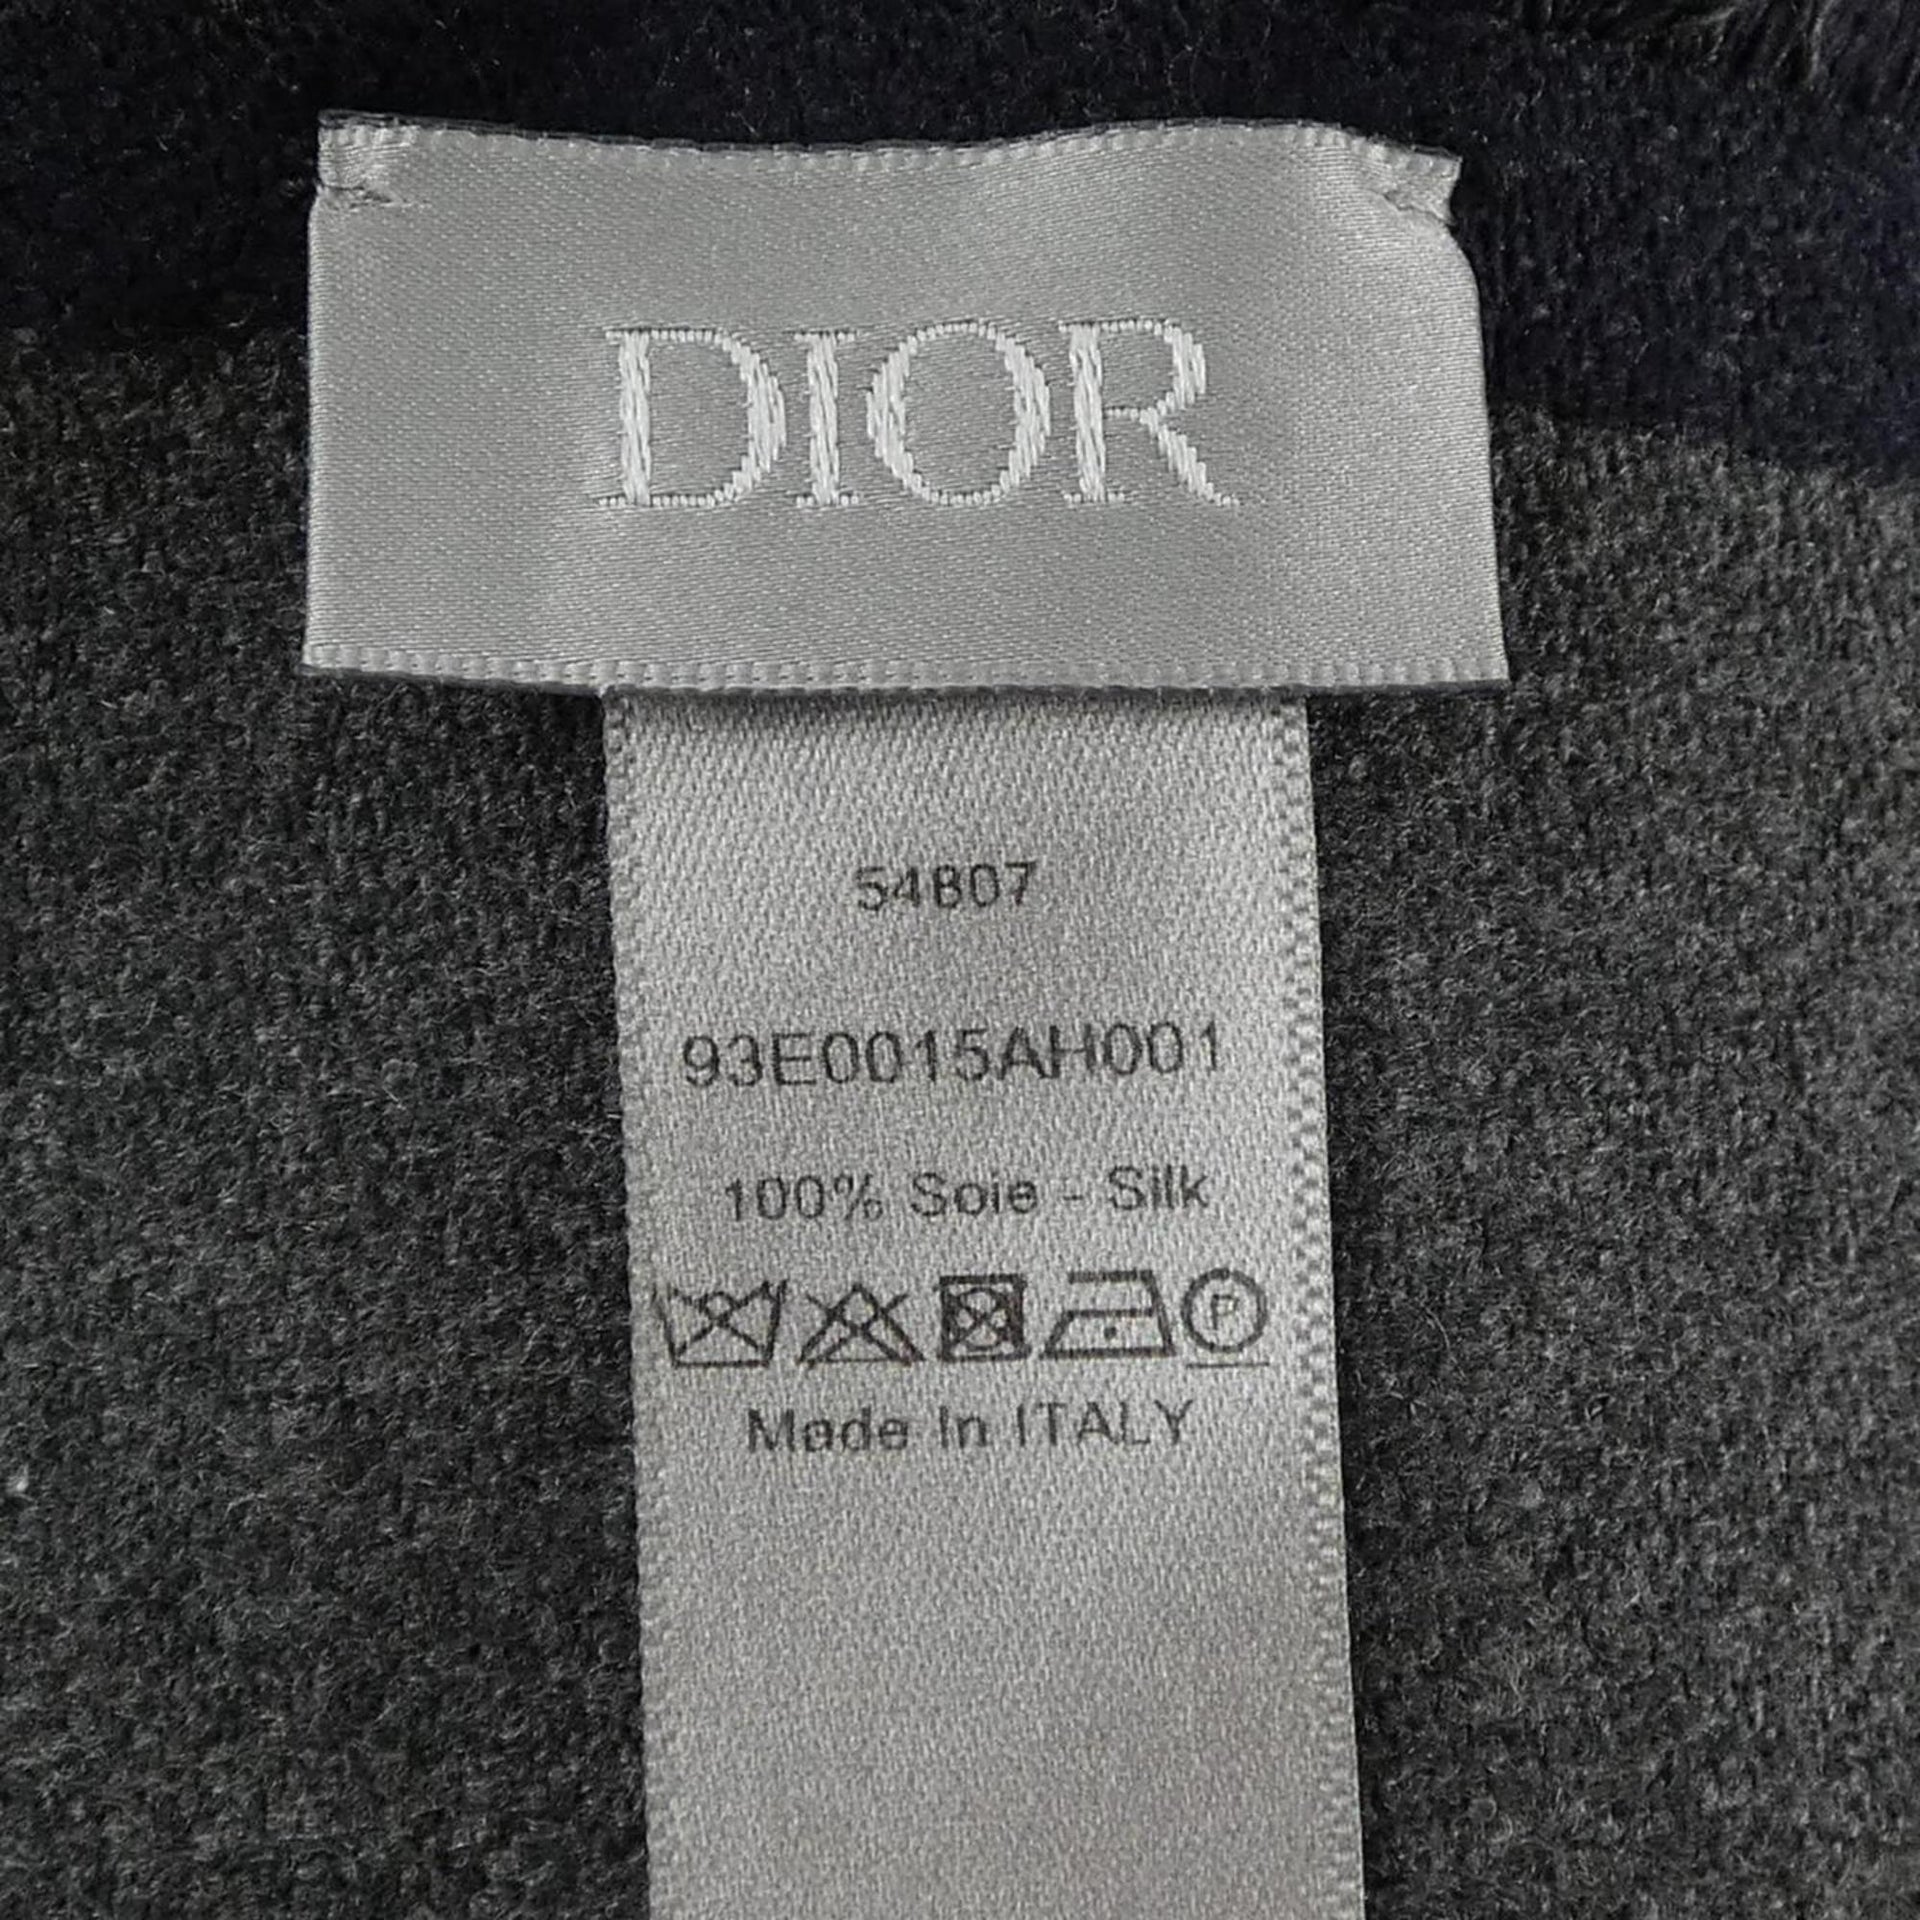 DIOR
54807
93E0015AH001
100% Soie - Silk
P
Made In ITALY